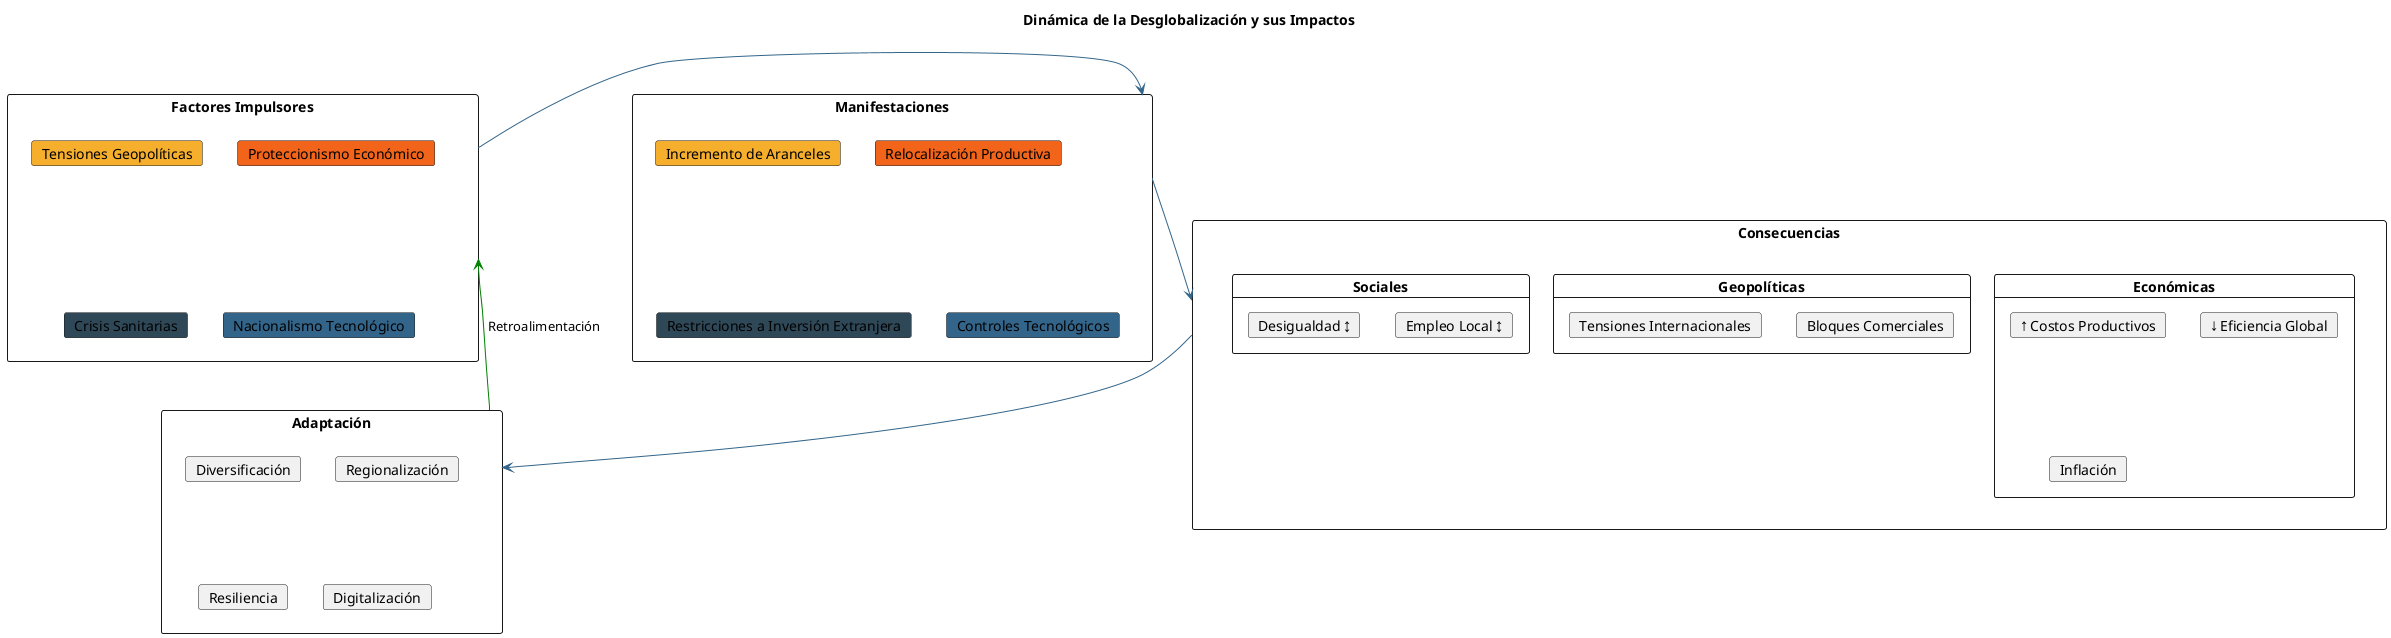 Dinámica de la Desglobalización y sus Impactos
Factores Impulsores
Tensiones Geopolíticas
Proteccionismo Económico
Crisis Sanitarias
Nacionalismo Tecnológico
Manifestaciones
Incremento de Aranceles
Relocalización Productiva
Restricciones a Inversión Extranjera
Controles Tecnológicos
Consecuencias
Sociales
Desigualdad ↕
Empleo Local ↕
Geopolíticas
Tensiones Internacionales
Bloques Comerciales
Económicas
↑ Costos Productivos
↓ Eficiencia Global
Inflación
Retroalimentación
Adaptación
Diversificación
Regionalización
Resiliencia
Digitalización